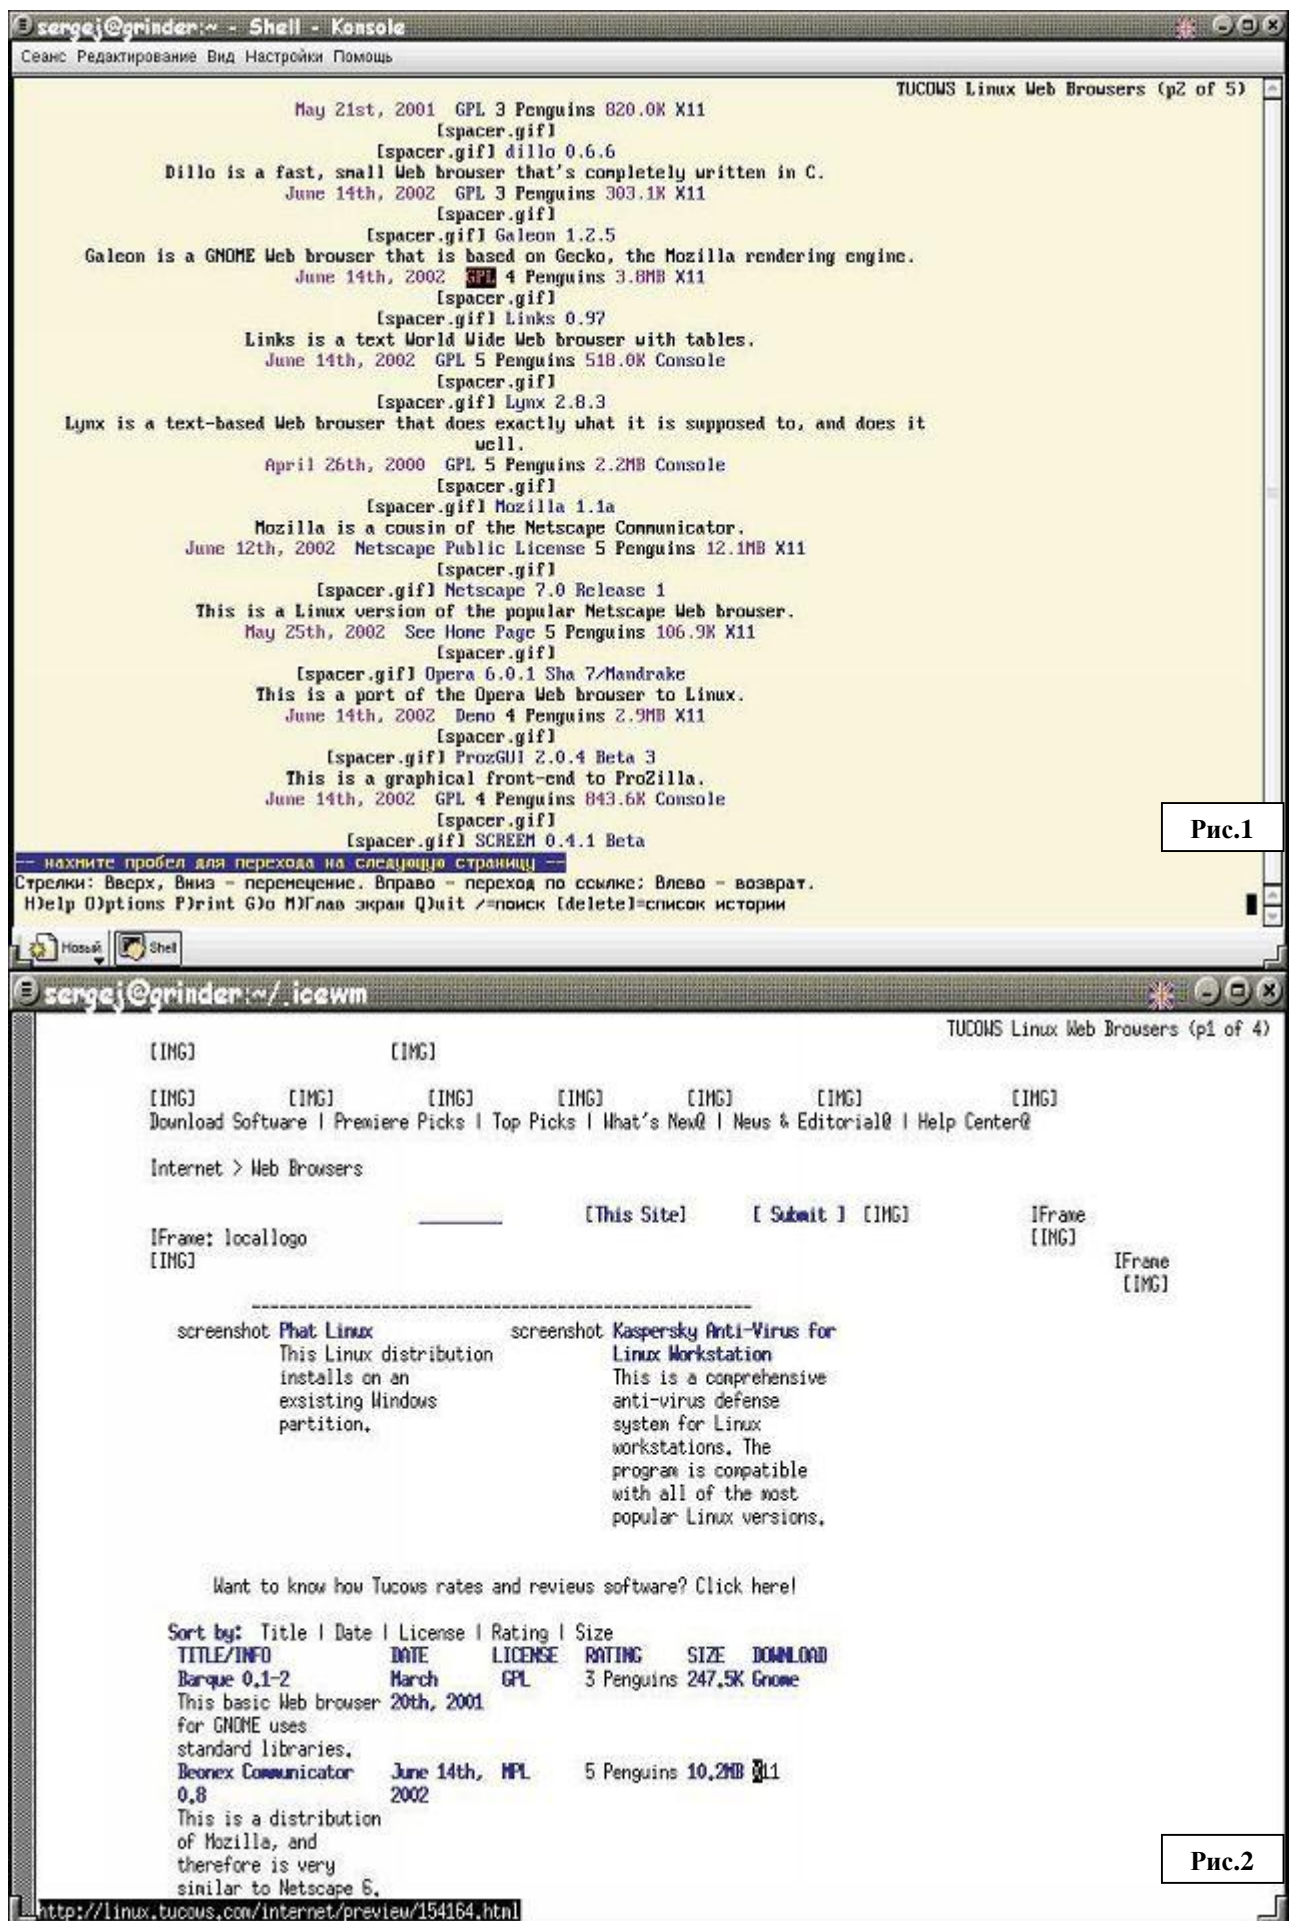 sergej@grinder:~ - Shell - Konsole
Сеанс Редактирование Вид Настройки Помощь
TUCOWS Linux Web Browsers (p2 of 5)
May 21st, 2001 GPL 3 Penguins 820.0K X11
[spacer.gif]
[spacer.gif] dillo 0.6.6
Dillo is a fast, small Web browser that's completely written in C.
June 14th, 2002 GPL 3 Penguins 303.1K X11
[spacer.gif]
[spacer.gif] Galeon 1.2.5
Galeon is a GNOME Web browser that is based on Gecko, the Mozilla rendering engine.
June 14th, 2002 GPL 4 Penguins 3.8MB X11
[spacer.gif]
[spacer.gif] Links 0.97
Links is a text World Wide Web browser with tables.
June 14th, 2002 GPL 5 Penguins 518.0K Console
[spacer.gif]
[spacer.gif] Lynx 2.8.3
Lynx is a text-based Web browser that does exactly what it is supposed to, and does it
well.
April 26th, 2000 GPL 5 Penguins 2.2MB Console
[spacer.gif]
[spacer.gif] Mozilla 1.1a
Mozilla is a cousin of the Netscape Communicator.
June 12th, 2002 Netscape Public License 5 Penguins 12.1MB X11
[spacer.gif]
[spacer.gif] Netscape 7.0 Release 1
This is a Linux version of the popular Netscape Web browser.
May 25th, 2002 See Home Page 5 Penguins 106.9K X11
[spacer.gif]
[spacer.gif] Opera 6.0.1 Sha 7/Mandrake
This is a port of the Opera Web browser to Linux.
June 14th, 2002 Demo 4 Penguins 2.9MB X11
[spacer.gif]
[spacer.gif] ProzGUI 2.0.4 Beta 3
This is a graphical front-end to ProZilla.
June 14th, 2002 GPL 4 Penguins 843.6K Console
[spacer.gif]
[spacer.gif] SCREEM 0.4.1 Beta
Рис.1
-- нажмите пробел для перехода на следующую страницу --
Стрелки: Вверх, Вниз - перемещение. Вправо - переход по ссылке; Влево - возврат.
H)elp O)ptions P)rint G)o M)Глав экран Q)uit /=поиск [delete]=список истории
Новый Shell
sergej@grinder:~/.icewm
TUCOWS Linux Web Browsers (p1 of 4)
[IMG] [IMG]
[IMG] [IMG] [IMG] [IMG] [IMG] [IMG] [IMG]
Download Software | Premiere Picks | Top Picks | What's New@ | News & Editorial@ | Help Center@
Internet > Web Browsers
________ [This Site] [ Submit ] [IMG] IFrame
IFrame: locallogo [IMG]
[IMG] IFrame
[IMG]
------------------------------------------------------
screenshot Phat Linux screenshot Kaspersky Anti-Virus for
This Linux distribution Linux Workstation
installs on an This is a comprehensive
exsisting Windows anti-virus defense
partition. system for Linux
workstations. The
program is compatible
with all of the most
popular Linux versions.
Want to know how Tucows rates and reviews software? Click here!
Sort by: Title | Date | License | Rating | Size
TITLE/INFO DATE LICENSE RATING SIZE DOWNLOAD
Barque 0.1-2 March GPL 3 Penguins 247.5K Gnome
This basic Web browser 20th, 2001
for GNOME uses
standard libraries.
Beonex Communicator June 14th, MPL 5 Penguins 10.2MB X11
0.8 2002
This is a distribution
of Mozilla, and
therefore is very
similar to Netscape 6.
Рис.2
http://linux.tucows.com/internet/preview/154164.html